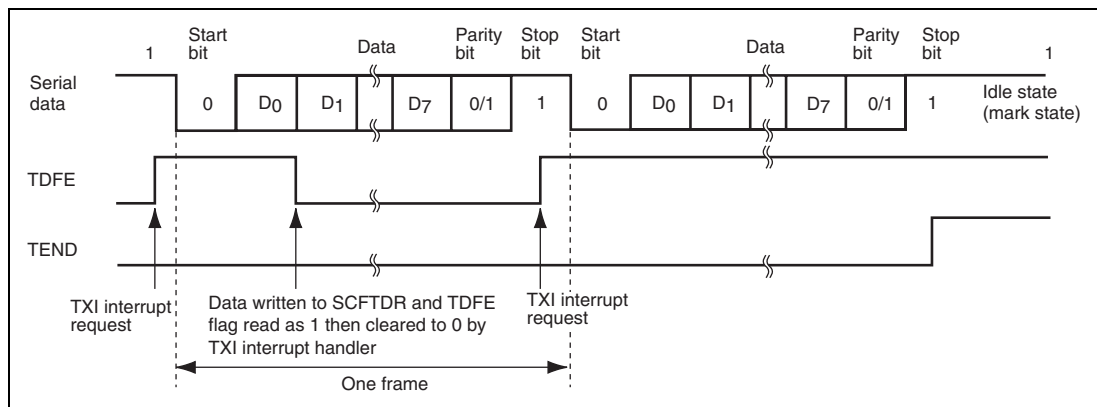 1 Start bit Data Parity bit Stop bit Start bit Data Parity bit Stop bit 1
Serial data 0 D0 D1 D7 0/1 1 0 D0 D1 D7 0/1 1 Idle state (mark state)
TDFE
TEND
TXI interrupt request
Data written to SCFTDR and TDFE
flag read as 1 then cleared to 0 by
TXI interrupt handler
TXI interrupt request
One frame